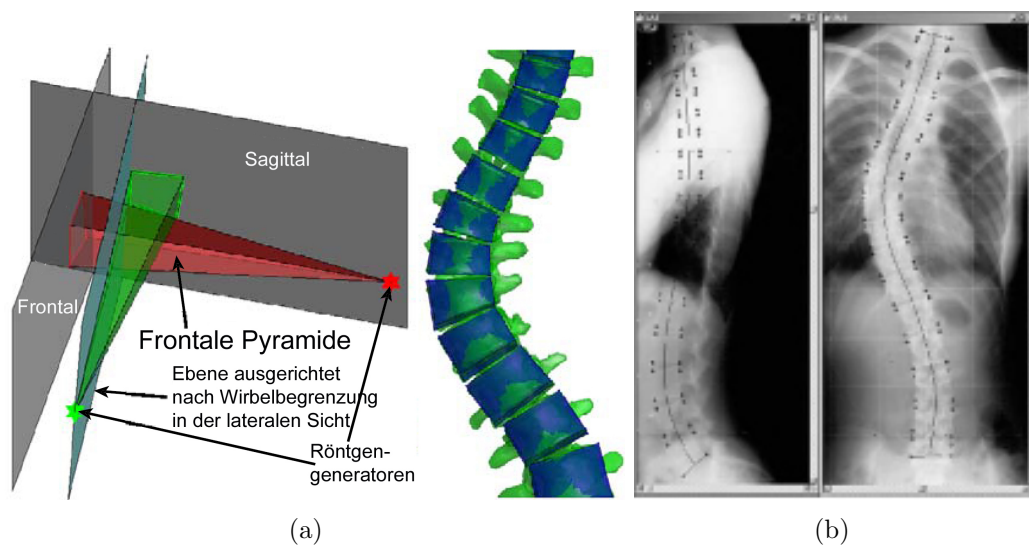 Sagittal
Frontal
Frontale Pyramide
Ebene ausgerichtet
nach Wirbelbegrenzung
in der lateralen Sicht
Röntgen-
generatoren
(a)
(b)